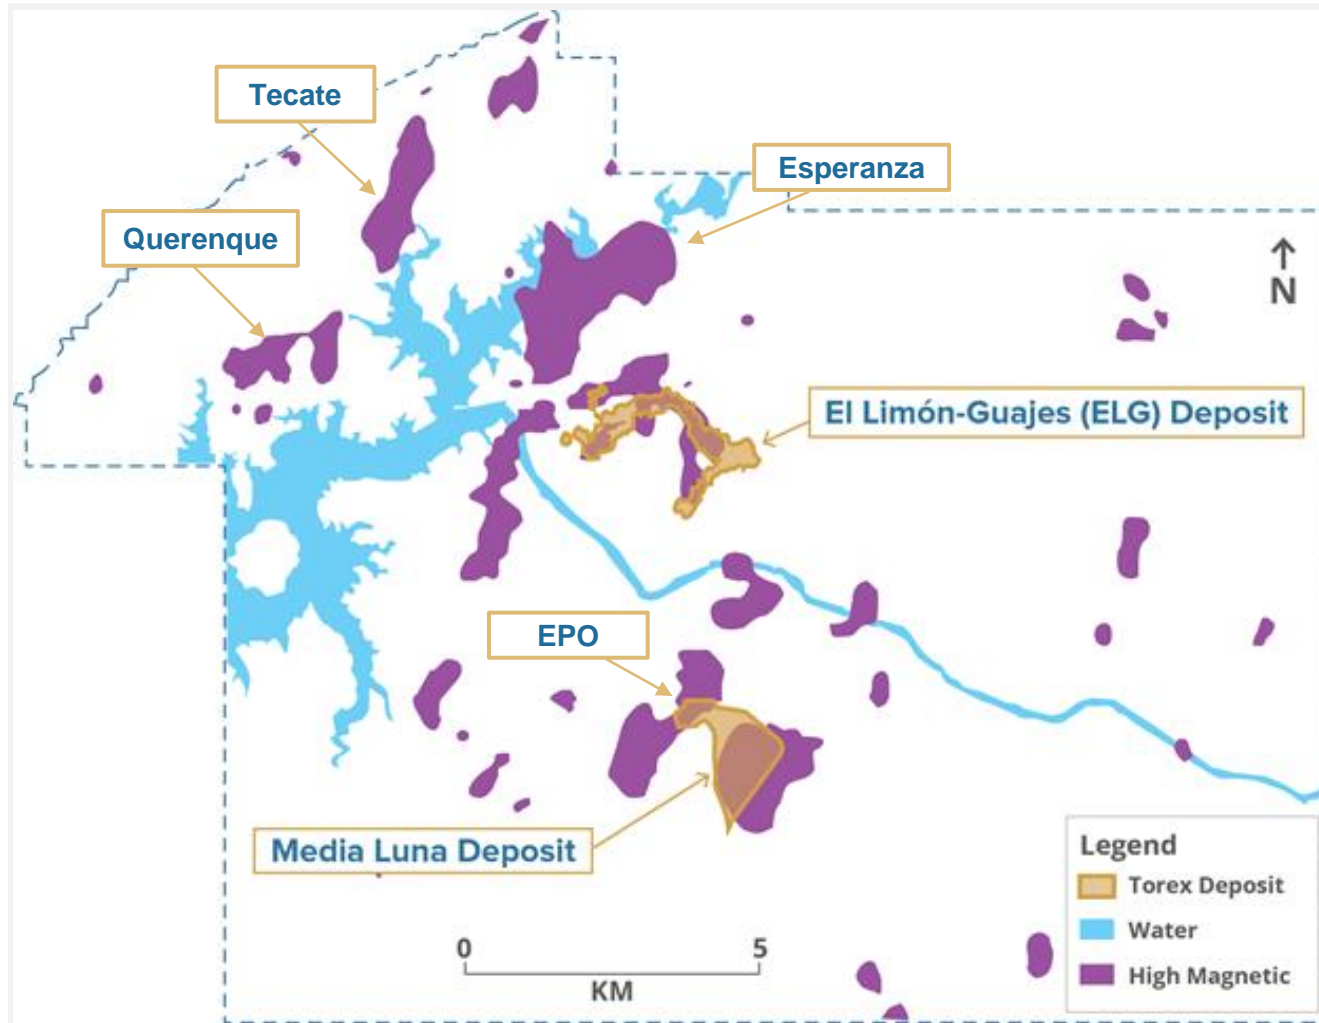 Tecate
Esperanza
Querenque
↑
N
El Limón-Guajes (ELG) Deposit
EPO
Media Luna Deposit
0 5
KM
Legend
Torex Deposit
Water
High Magnetic